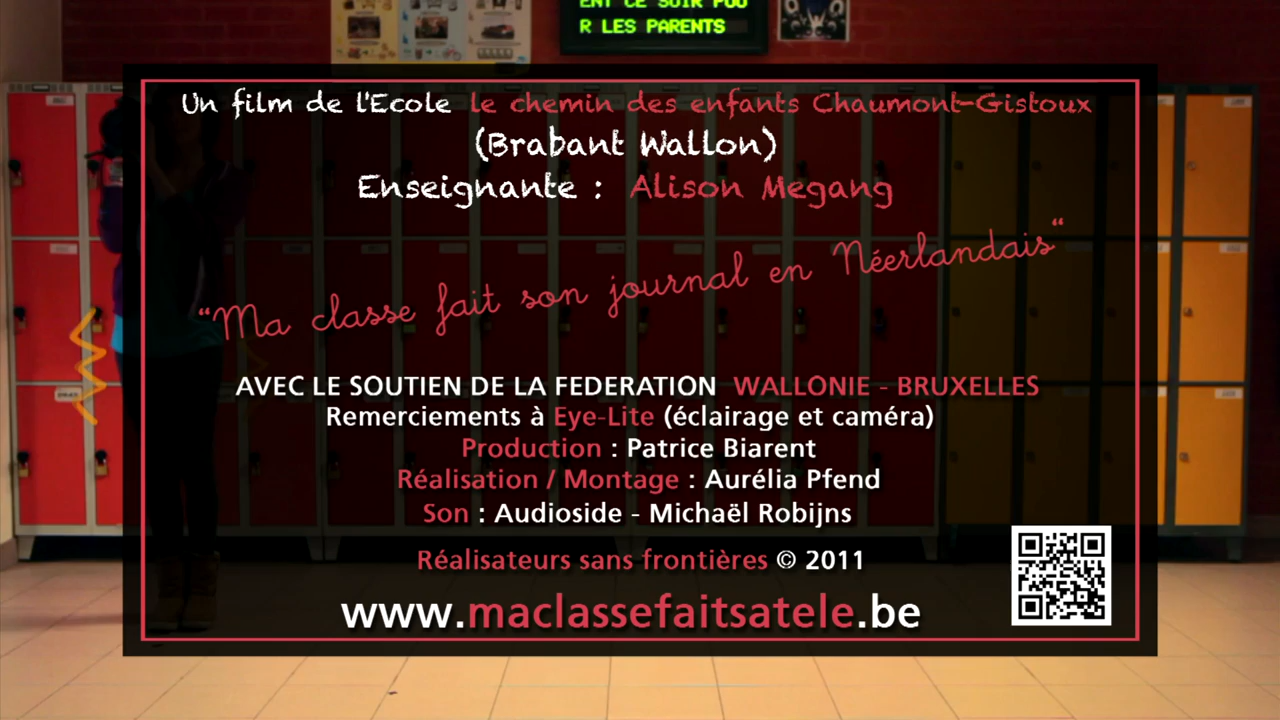 ENT CE SOIR POU
R LES PARENTS
Un film de l'Ecole le chemin des enfants Chaumont-Gistoux
(Brabant Wallon)
Enseignante : Alison Megang
“Ma classe fait son journal en Néerlandais“
AVEC LE SOUTIEN DE LA FEDERATION WALLONIE - BRUXELLES
Remerciements à Eye-Lite (éclairage et caméra)
Production : Patrice Biarent
Réalisation / Montage : Aurélia Pfend
Son : Audioside - Michaël Robijns
Réalisateurs sans frontières © 2011
www.maclassefaitsatele.be